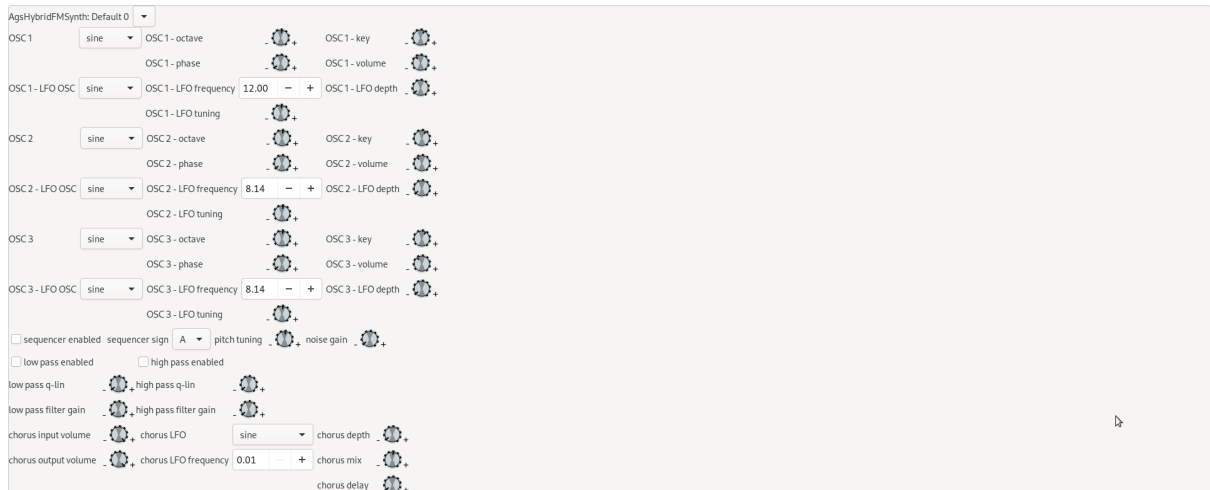 AgsHybridFMSynth: Default 0
OSC 1 sine OSC 1 - octave - + OSC 1 - key - +
OSC 1 - phase - + OSC 1 - volume - +
OSC 1 - LFO OSC sine OSC 1 - LFO frequency 12.00 − + OSC 1 - LFO depth - +
OSC 1 - LFO tuning - +
OSC 2 sine OSC 2 - octave - + OSC 2 - key - +
OSC 2 - phase - + OSC 2 - volume - +
OSC 2 - LFO OSC sine OSC 2 - LFO frequency 8.14 − + OSC 2 - LFO depth - +
OSC 2 - LFO tuning - +
OSC 3 sine OSC 3 - octave - + OSC 3 - key - +
OSC 3 - phase - + OSC 3 - volume - +
OSC 3 - LFO OSC sine OSC 3 - LFO frequency 8.14 − + OSC 3 - LFO depth - +
OSC 3 - LFO tuning - +
sequencer enabled sequencer sign A pitch tuning - + noise gain - +
low pass enabled high pass enabled
low pass q-lin - + high pass q-lin - +
low pass filter gain - + high pass filter gain - +
chorus input volume - + chorus LFO sine chorus depth - +
chorus output volume - + chorus LFO frequency 0.01 − + chorus mix - +
chorus delay - +